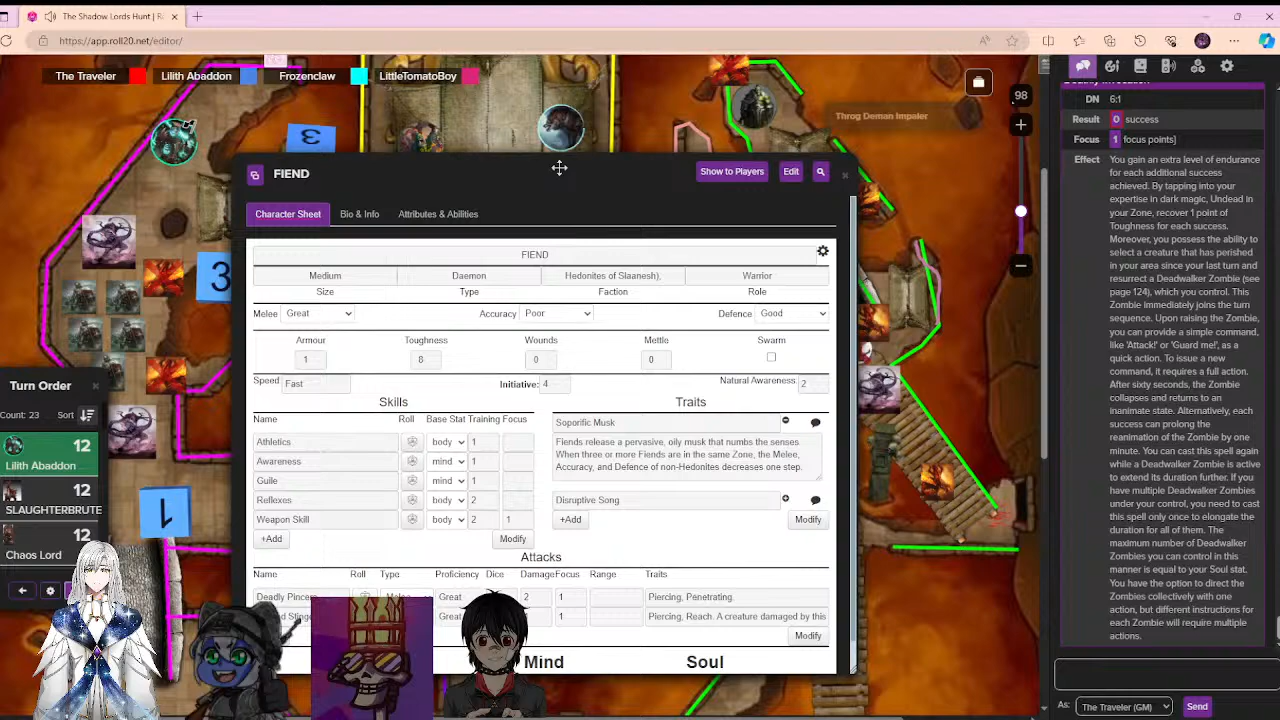 The Shadow Lords Hunt | Ro
https://app.roll20.net/editor/
The Traveler
Lilith Abaddon
Frozenclaw
LittleTomatoBoy
98
Throg Deman Impaler
3
3
1
FIEND
Show to Players
Edit
Character Sheet
Bio & Info
Attributes & Abilities
FIEND
Medium
Daemon
Hedonites of Slaanesh),
Warrior
Size
Type
Faction
Role
Melee
Great
Accuracy
Poor
Defence
Good
Armour
Toughness
Wounds
Mettle
Swarm
1
8
0
0
Speed
Fast
Initiative:
4
Natural Awareness:
2
Skills
Name
Roll
Base Stat
Training
Focus
Athletics
body
1
Awareness
mind
1
Guile
mind
1
Reflexes
body
2
Weapon Skill
body
2
1
+Add
Modify
Traits
Soporific Musk
Fiends release a pervasive, oily musk that numbs the senses.
When three or more Fiends are in the same Zone, the Melee,
Accuracy, and Defence of non-Hedonites decreases one step.
Disruptive Song
+Add
Modify
Attacks
Name
Roll
Type
Proficiency
Dice
Damage
Focus
Range
Traits
Deadly Pincers
Great
2
1
Piercing, Penetrating,
Great
1
Piercing, Reach. A creature damaged by this
Modify
Mind
Soul
Turn Order
Count: 23
Sort
12
Lilith Abaddon
12
SLAUGHTERBRUTE
12
Chaos Lord
DN
6:1
Result
0 success
Focus
1 focus points]
Effect
You gain an extra level of endurance
for each additional success
achieved. By tapping into your
expertise in dark magic, Undead in
your Zone, recover 1 point of
Toughness for each success.
Moreover, you possess the ability to
select a creature that has perished
in your area since your last turn and
resurrect a Deadwalker Zombie (see
page 124), which you control. This
Zombie immediately joins the turn
sequence. Upon raising the Zombie,
you can provide a simple command,
like 'Attack!' or 'Guard me!', as a
quick action. To issue a new
command, it requires a full action.
After sixty seconds, the Zombie
collapses and returns to an
inanimate state. Alternatively, each
success can prolong the
reanimation of the Zombie by one
minute. You can cast this spell again
while a Deadwalker Zombie is active
to extend its duration further. If you
have multiple Deadwalker Zombies
under your control, you need to cast
this spell only once to elongate the
duration for all of them. The
maximum number of Deadwalker
Zombies you can control in this
manner is equal to your Soul stat.
You have the option to direct the
Zombies collectively with one
action, but different instructions for
each Zombie will require multiple
actions.
As:
The Traveler (GM)
Send